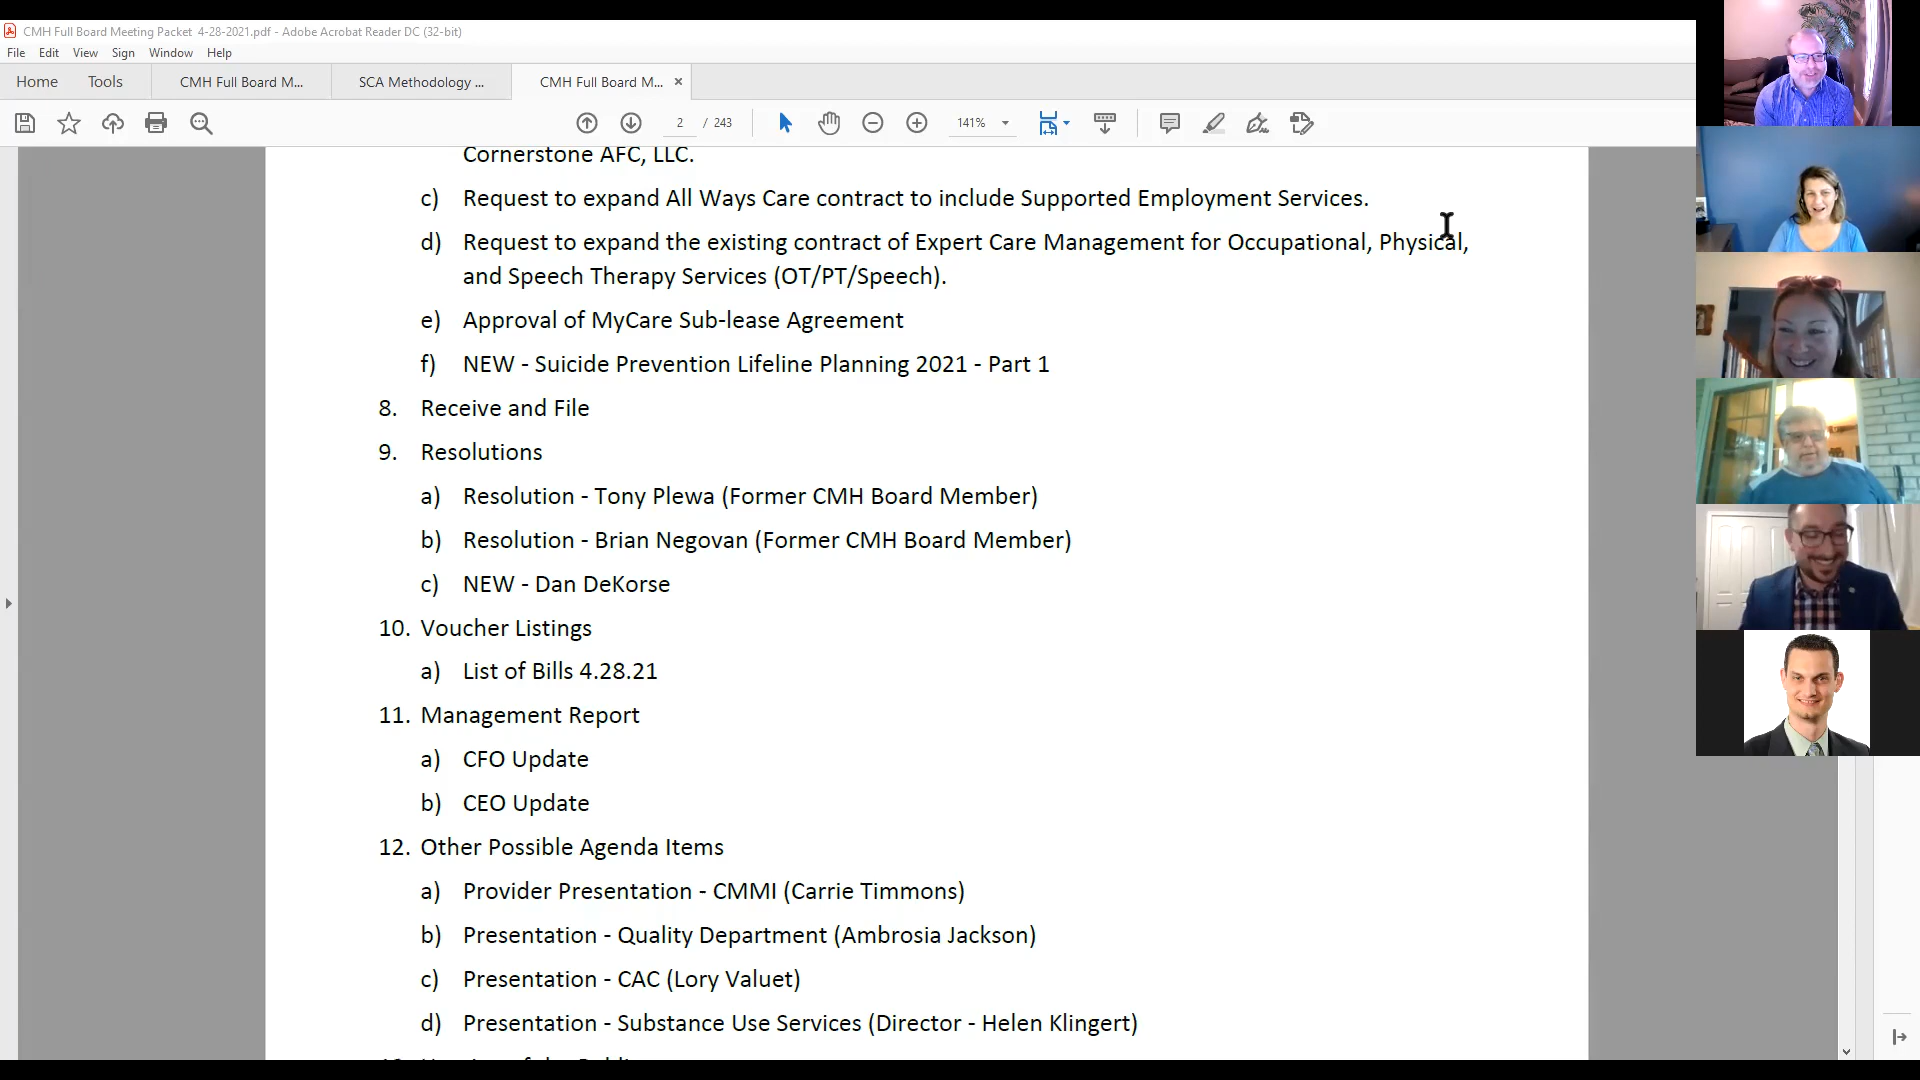 CMH Full Board Meeting Packet 4-28-2021.pdf - Adobe Acrobat Reader DC (32-bit)
File Edit View Sign Window Help
Home Tools CMH Full Board M... SCA Methodology ... CMH Full Board M... ×
2 / 243 141%
Cornerstone AFC, LLC.
c) Request to expand All Ways Care contract to include Supported Employment Services.
d) Request to expand the existing contract of Expert Care Management for Occupational, Physical,
and Speech Therapy Services (OT/PT/Speech).
e) Approval of MyCare Sub-lease Agreement
f) NEW - Suicide Prevention Lifeline Planning 2021 - Part 1
8. Receive and File
9. Resolutions
a) Resolution - Tony Plewa (Former CMH Board Member)
b) Resolution - Brian Negovan (Former CMH Board Member)
c) NEW - Dan DeKorse
10. Voucher Listings
a) List of Bills 4.28.21
11. Management Report
a) CFO Update
b) CEO Update
12. Other Possible Agenda Items
a) Provider Presentation - CMMI (Carrie Timmons)
b) Presentation - Quality Department (Ambrosia Jackson)
c) Presentation - CAC (Lory Valuet)
d) Presentation - Substance Use Services (Director - Helen Klingert)